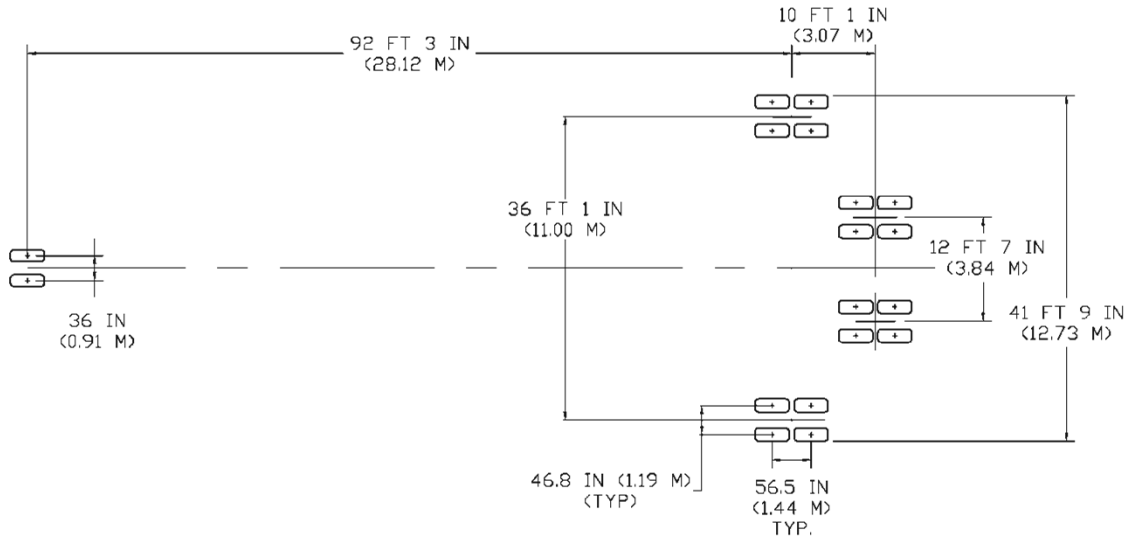 10 FT 1 IN
(3.07 M)
92 FT 3 IN
(28.12 M)
36 FT 1 IN
(11.00 M)
12 FT 7 IN
(3.84 M)
36 IN
(0.91 M)
41 FT 9 IN
(12.73 M)
46.8 IN (1.19 M)
(TYP)
56.5 IN
(1.44 M)
TYP.